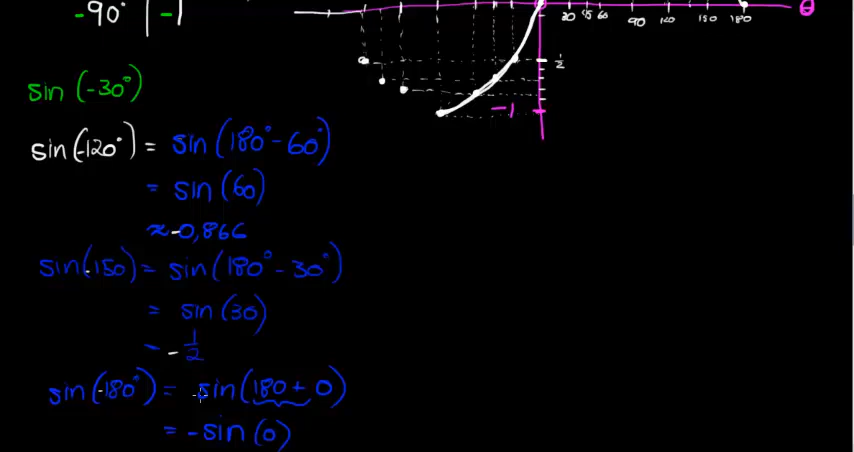 -90° | -1
30 45 60 90 120 150 180 θ
1/2
-1
sin (-30°)
sin(-120°) = sin(180° - 60°)
= sin (60)
≈ -0,866
sin(-150) = sin(180° - 30°)
= sin (30)
= - 1/2
sin(-180°) = -sin(180 + 0)
= -sin (0)